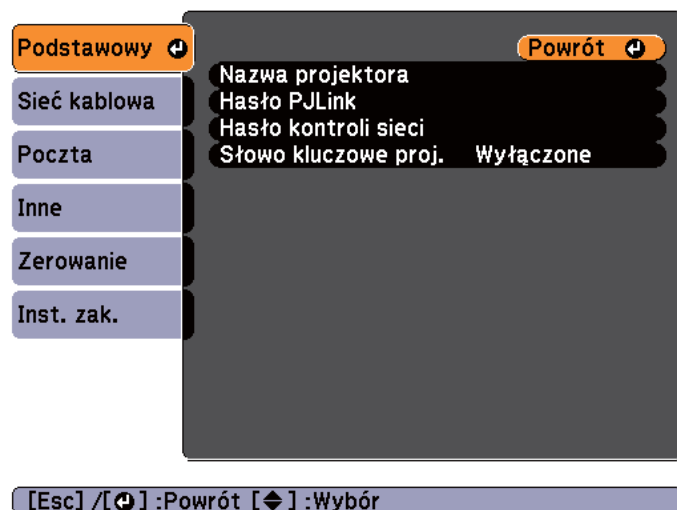 Podstawowy
Powrót
Nazwa projektora
Sieć kablowa
Hasło PJLink
Hasło kontroli sieci
Poczta
Słowo kluczowe proj. Wyłączone
Inne
Zerowanie
Inst. zak.
[Esc] /[⏎] :Powrót [◆] :Wybór